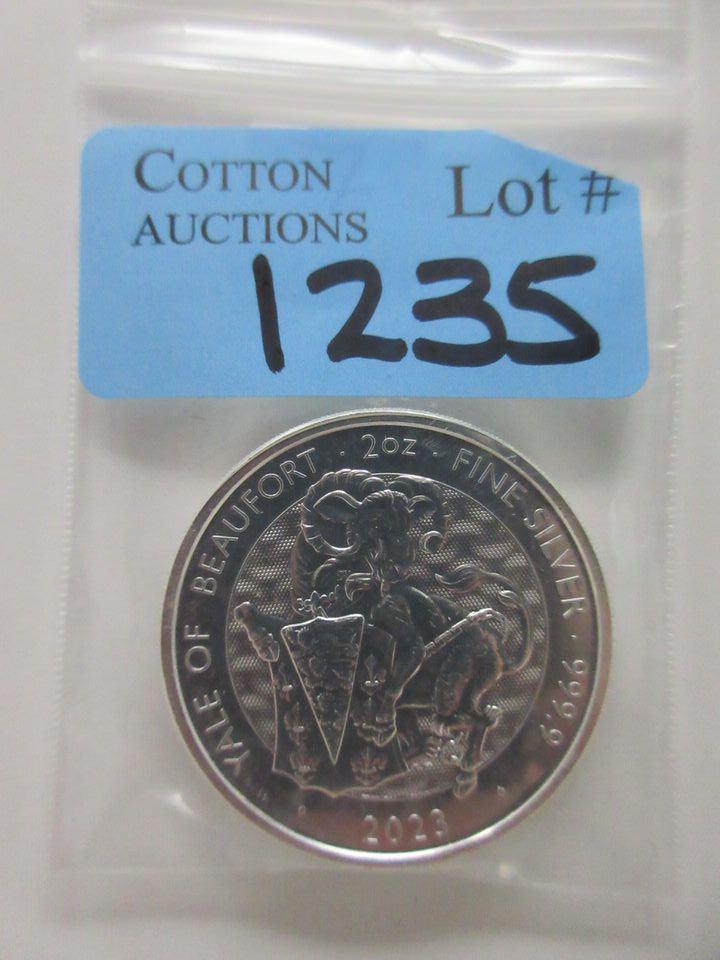 COTTON
AUCTIONS
Lot #
1235
YALE OF BEAUFORT · 2OZ · FINE SILVER · 999.9
2023